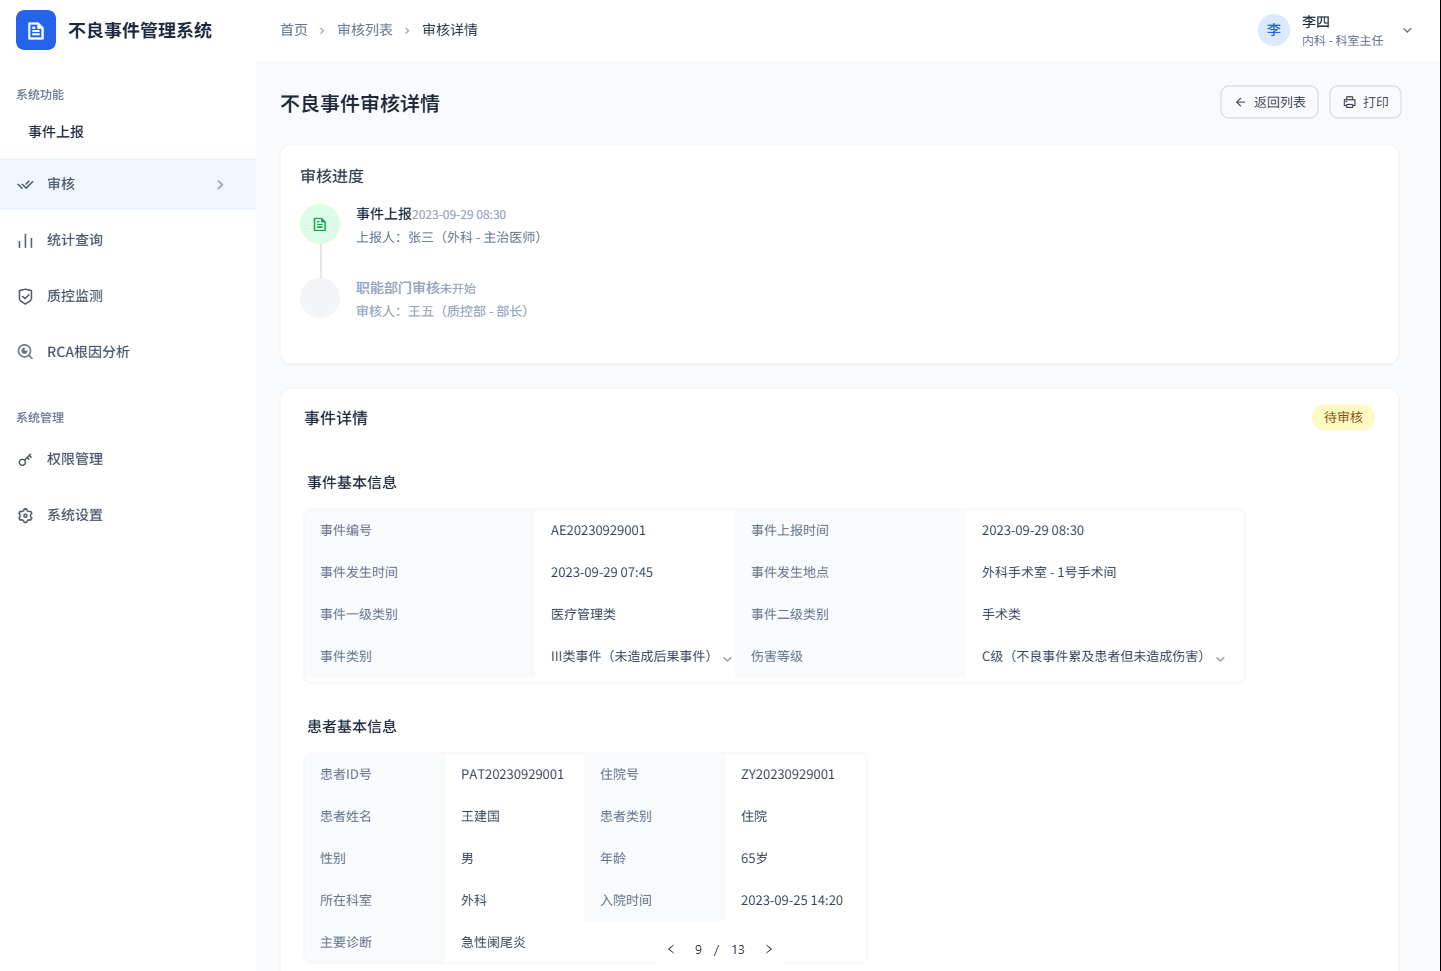 不良事件管理系统
首页 › 审核列表 › 审核详情
李 李四
内科 - 科室主任
系统功能
事件上报
审核
统计查询
质控监测
RCA根因分析
系统管理
权限管理
系统设置
不良事件审核详情
返回列表 打印
审核进度
事件上报2023-09-29 08:30
上报人：张三（外科 - 主治医师）
职能部门审核未开始
审核人：王五（质控部 - 部长）
事件详情 待审核
事件基本信息
事件编号 AE20230929001 事件上报时间 2023-09-29 08:30
事件发生时间 2023-09-29 07:45 事件发生地点 外科手术室 - 1号手术间
事件一级类别 医疗管理类 事件二级类别 手术类
事件类别 III类事件（未造成后果事件） 伤害等级 C级（不良事件累及患者但未造成伤害）
患者基本信息
患者ID号 PAT20230929001 住院号 ZY20230929001
患者姓名 王建国 患者类别 住院
性别 男 年龄 65岁
所在科室 外科 入院时间 2023-09-25 14:20
主要诊断 急性阑尾炎
9 / 13